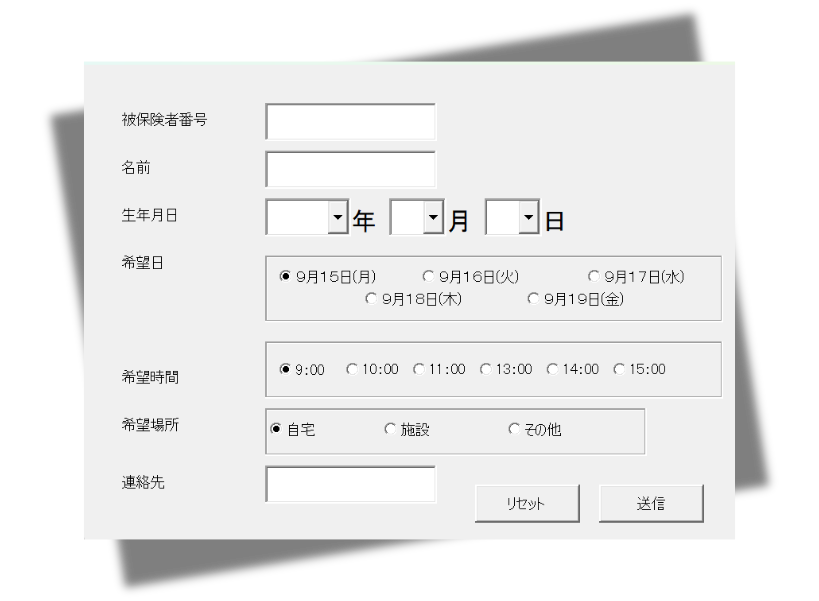 被保険者番号
名前
生年月日 年 月 日
希望日
９月１５日(月) ９月１６日(火) ９月１７日(水)
９月１８日(木) ９月１９日(金)
希望時間
9:00 10:00 11:00 13:00 14:00 15:00
希望場所
自宅 施設 その他
連絡先
リセット 送信